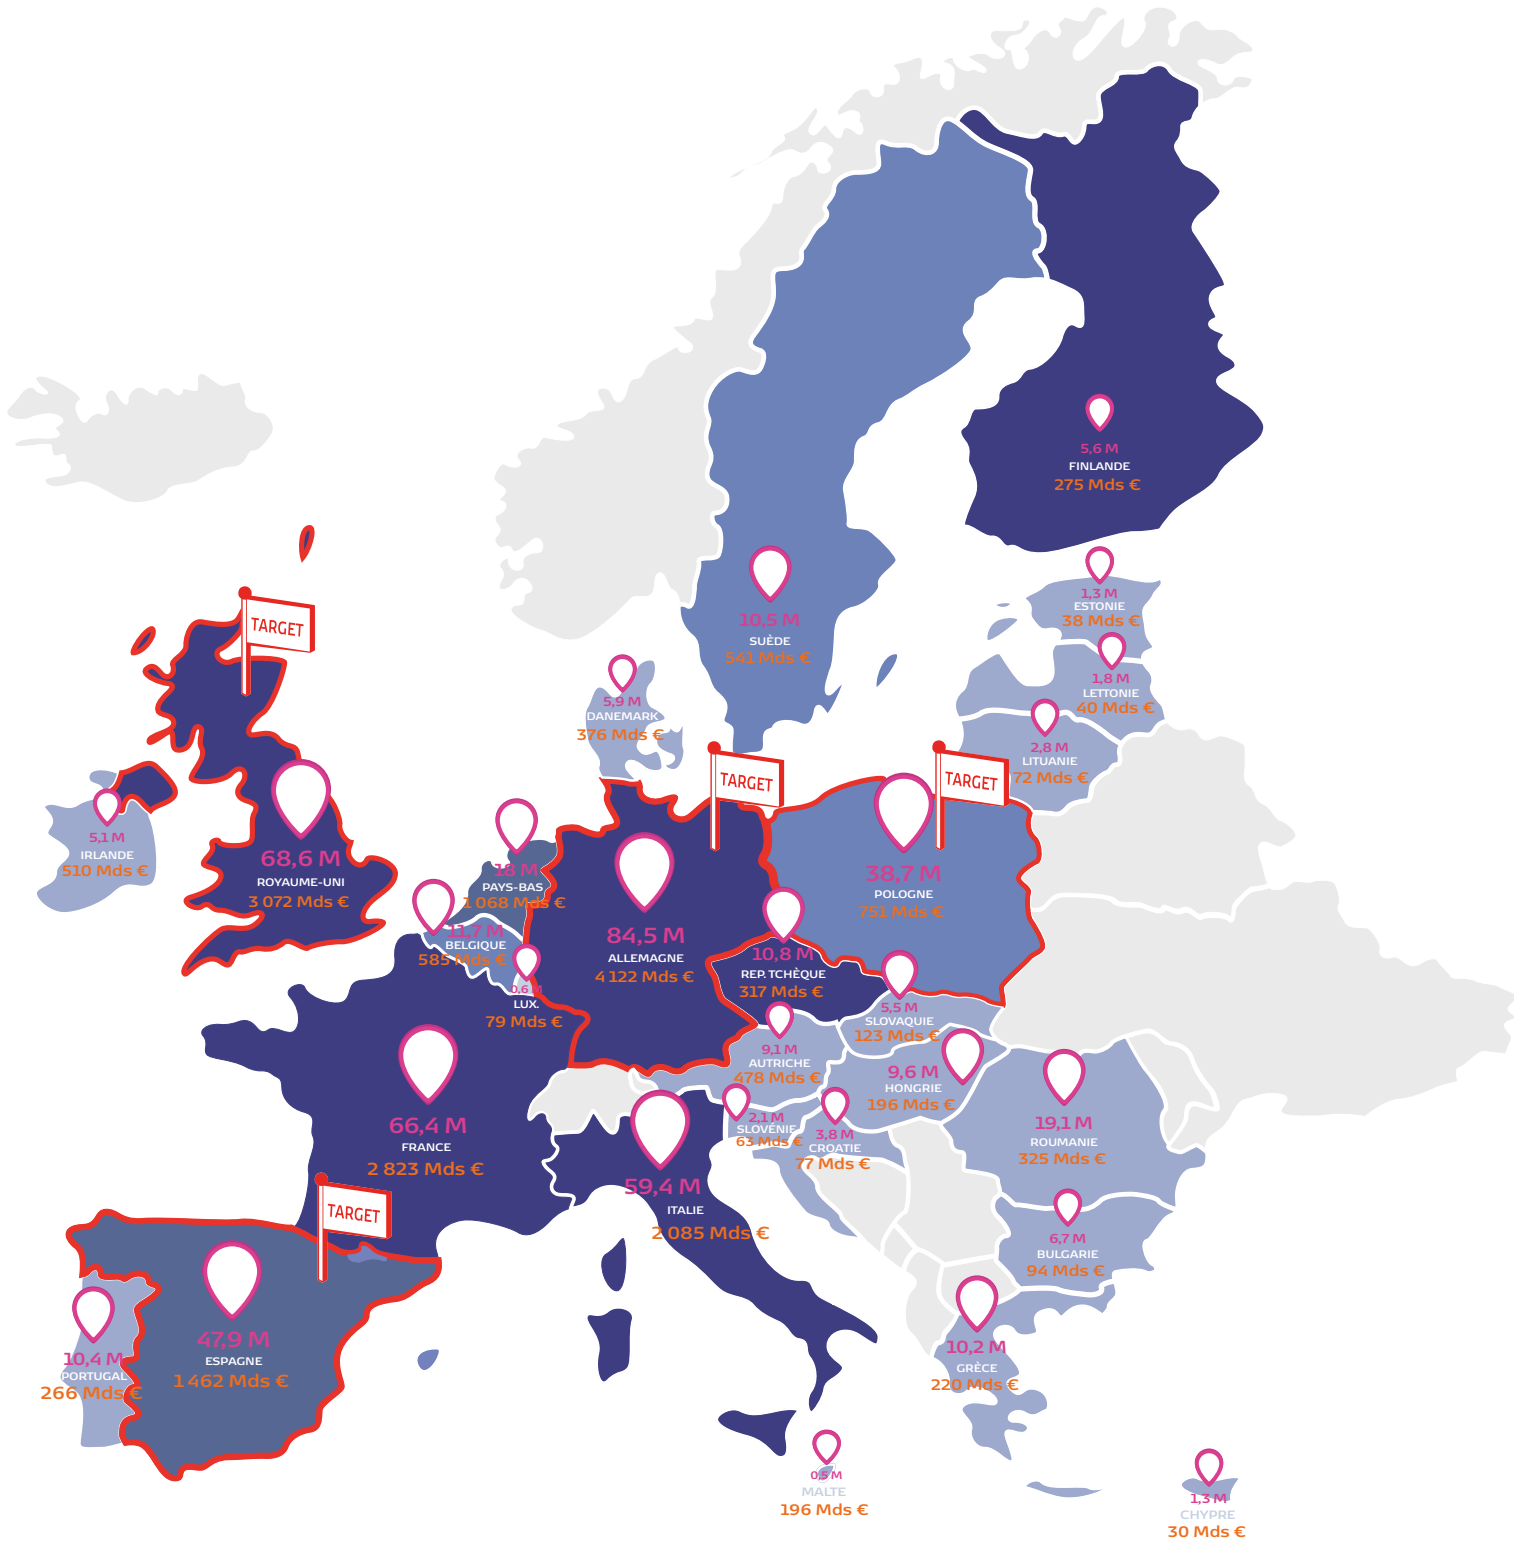 5,6 M
FINLANDE
275 Mds €
10,5 M
SUÈDE
541 Mds €
1,3 M
ESTONIE
38 Mds €
1,8 M
LETTONIE
40 Mds €
2,8 M
LITUANIE
72 Mds €
5,9 M
DANEMARK
376 Mds €
TARGET
5,1 M
IRLANDE
510 Mds €
68,6 M
ROYAUME-UNI
3 072 Mds €
18 M
PAYS-BAS
1 068 Mds €
11,7 M
BELGIQUE
585 Mds €
0,6 M
LUX.
79 Mds €
TARGET
84,5 M
ALLEMAGNE
4 122 Mds €
TARGET
38,7 M
POLOGNE
751 Mds €
10,8 M
REP. TCHÈQUE
317 Mds €
5,5 M
SLOVAQUIE
123 Mds €
9,1 M
AUTRICHE
478 Mds €
9,6 M
HONGRIE
196 Mds €
2,1 M
SLOVÉNIE
63 Mds €
3,8 M
CROATIE
77 Mds €
19,1 M
ROUMANIE
325 Mds €
66,4 M
FRANCE
2 823 Mds €
59,4 M
ITALIE
2 085 Mds €
6,7 M
BULGARIE
94 Mds €
TARGET
47,9 M
ESPAGNE
1 462 Mds €
10,4 M
PORTUGAL
266 Mds €
10,2 M
GRÈCE
220 Mds €
0,5 M
MALTE
196 Mds €
1,3 M
CHYPRE
30 Mds €